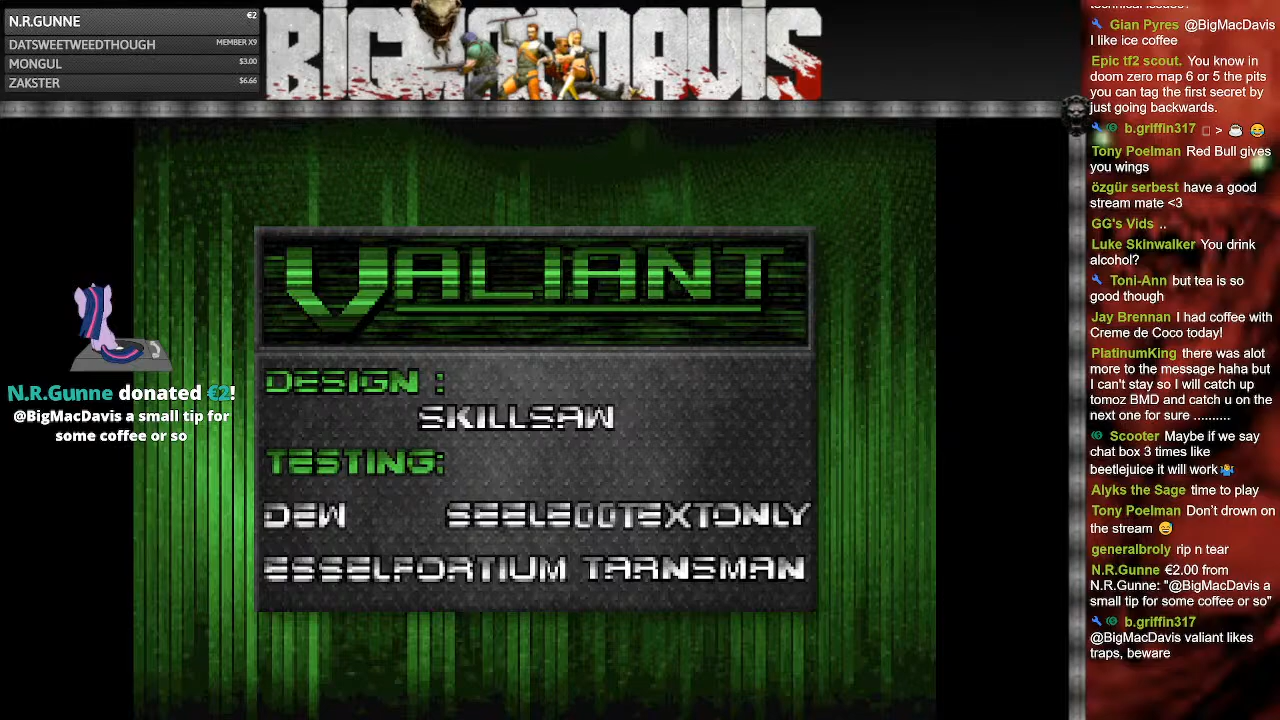 N.R.GUNNE €2
DATSWEETWEEDTHOUGH MEMBER X9
MONGUL $3.00
ZAKSTER $6.66
BIGMACDAVIS
VALIANT
DESIGN :
SKILLSAW
TESTING:
DEW SEELE00TEXTONLY
ESSELFORTIUM TARNSMAN
N.R.Gunne donated €2!
@BigMacDavis a small tip for
some coffee or so
technical issues?
Gian Pyres @BigMacDavis
I like ice coffee
Epic tf2 scout. You know in
doom zero map 6 or 5 the pits
you can tag the first secret by
just going backwards.
b.griffin317 > ☕ 😂
Tony Poelman Red Bull gives
you wings
özgür serbest have a good
stream mate <3
GG's Vids ..
Luke Skinwalker You drink
alcohol?
Toni-Ann but tea is so
good though
Jay Brennan I had coffee with
Creme de Coco today!
PlatinumKing there was alot
more to the message haha but
I can't stay so I will catch up
tomoz BMD and catch u on the
next one for sure ..........
Scooter Maybe if we say
chat box 3 times like
beetlejuice it will work🤷
Alyks the Sage time to play
Tony Poelman Don't drown on
the stream 😅
generalbroly rip n tear
N.R.Gunne €2.00 from
N.R.Gunne: "@BigMacDavis a
small tip for some coffee or so"
b.griffin317
@BigMacDavis valiant likes
traps, beware